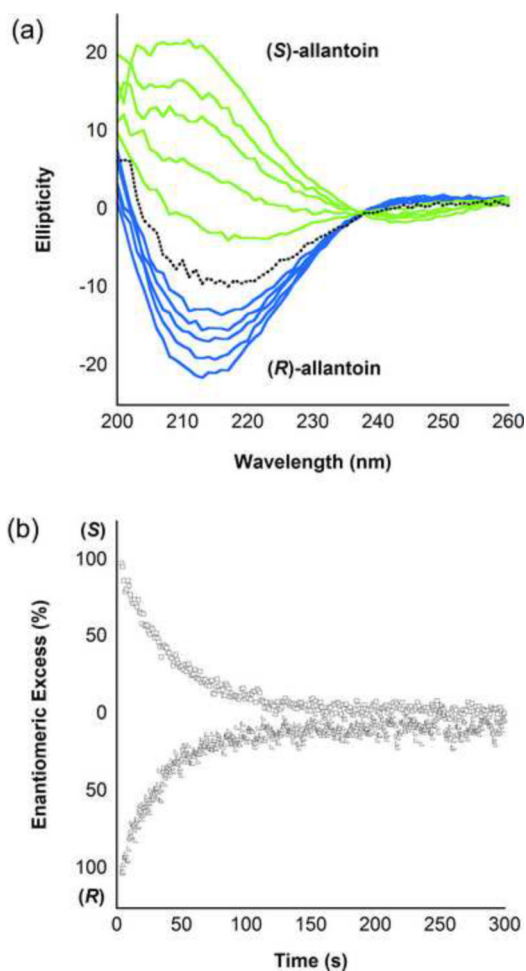 (a)
20
10
0
-10
-20
Ellipticity
(S)-allantoin
(R)-allantoin
200 210 220 230 240 250 260
Wavelength (nm)
(b)
(S)
100
50
0
50
100
(R)
Enantiomeric Excess (%)
0 50 100 150 200 250 300
Time (s)